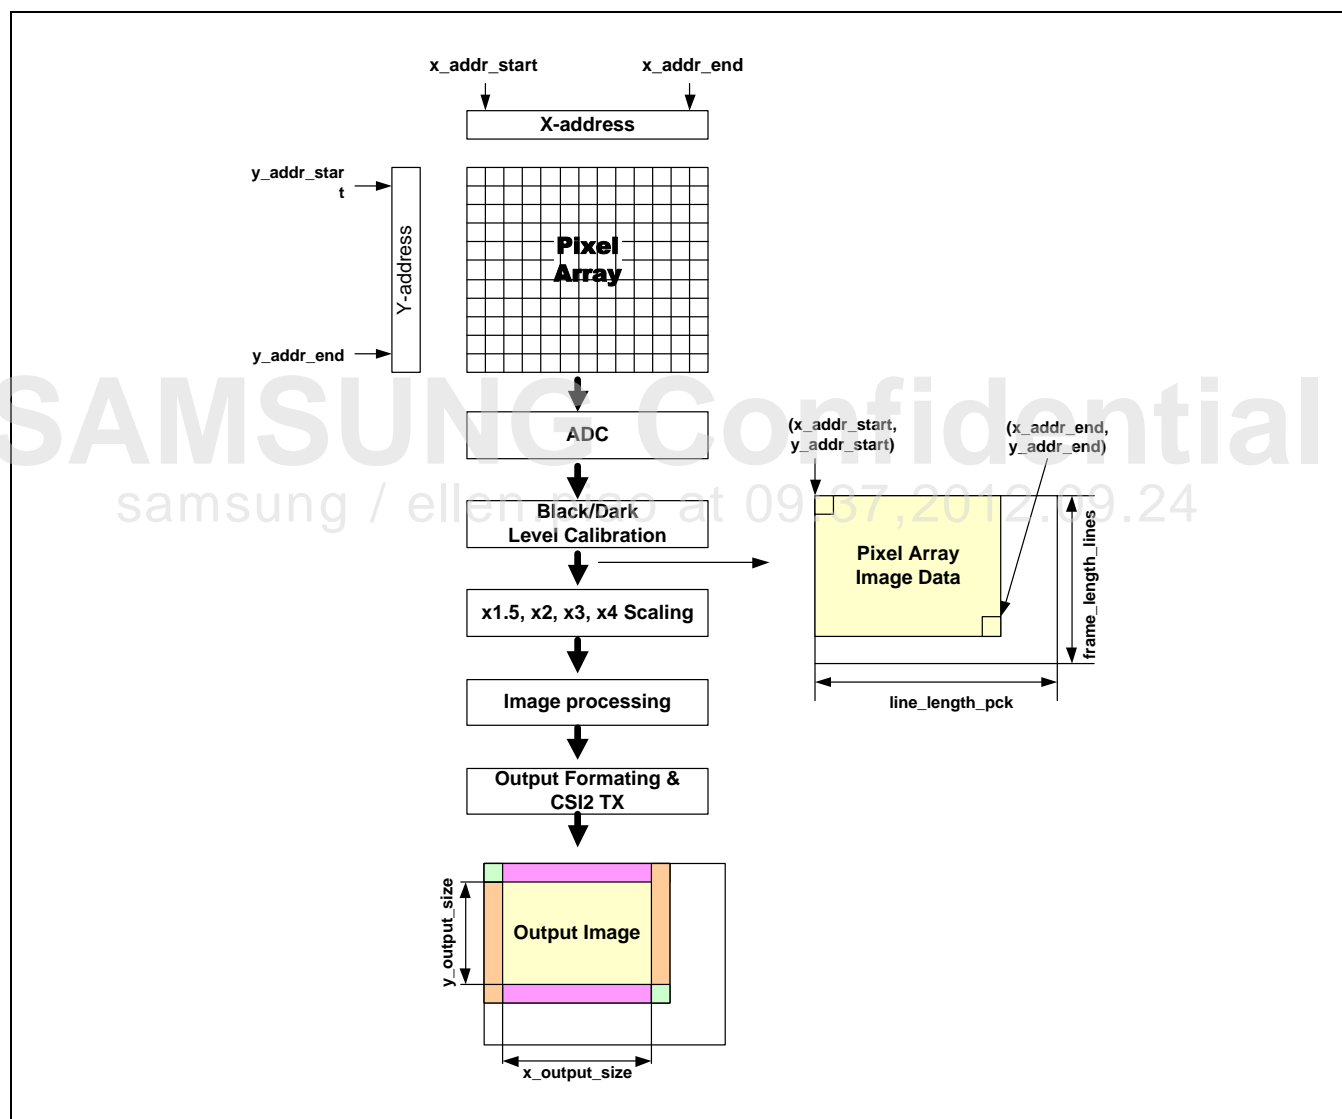 x_addr_start
x_addr_end
X-address
y_addr_star
t
Y-address
Pixel
Array
y_addr_end
SAMSUNG Confidential
ADC
(x_addr_start,
y_addr_start)
(x_addr_end,
y_addr_end)
samsung / ellen.piao at 09:37,2012.09.24
Black/Dark
Level Calibration
Pixel Array
Image Data
frame_length_lines
x1.5, x2, x3, x4 Scaling
line_length_pck
Image processing
Output Formating &
CSI2 TX
y_output_size
Output Image
x_output_size